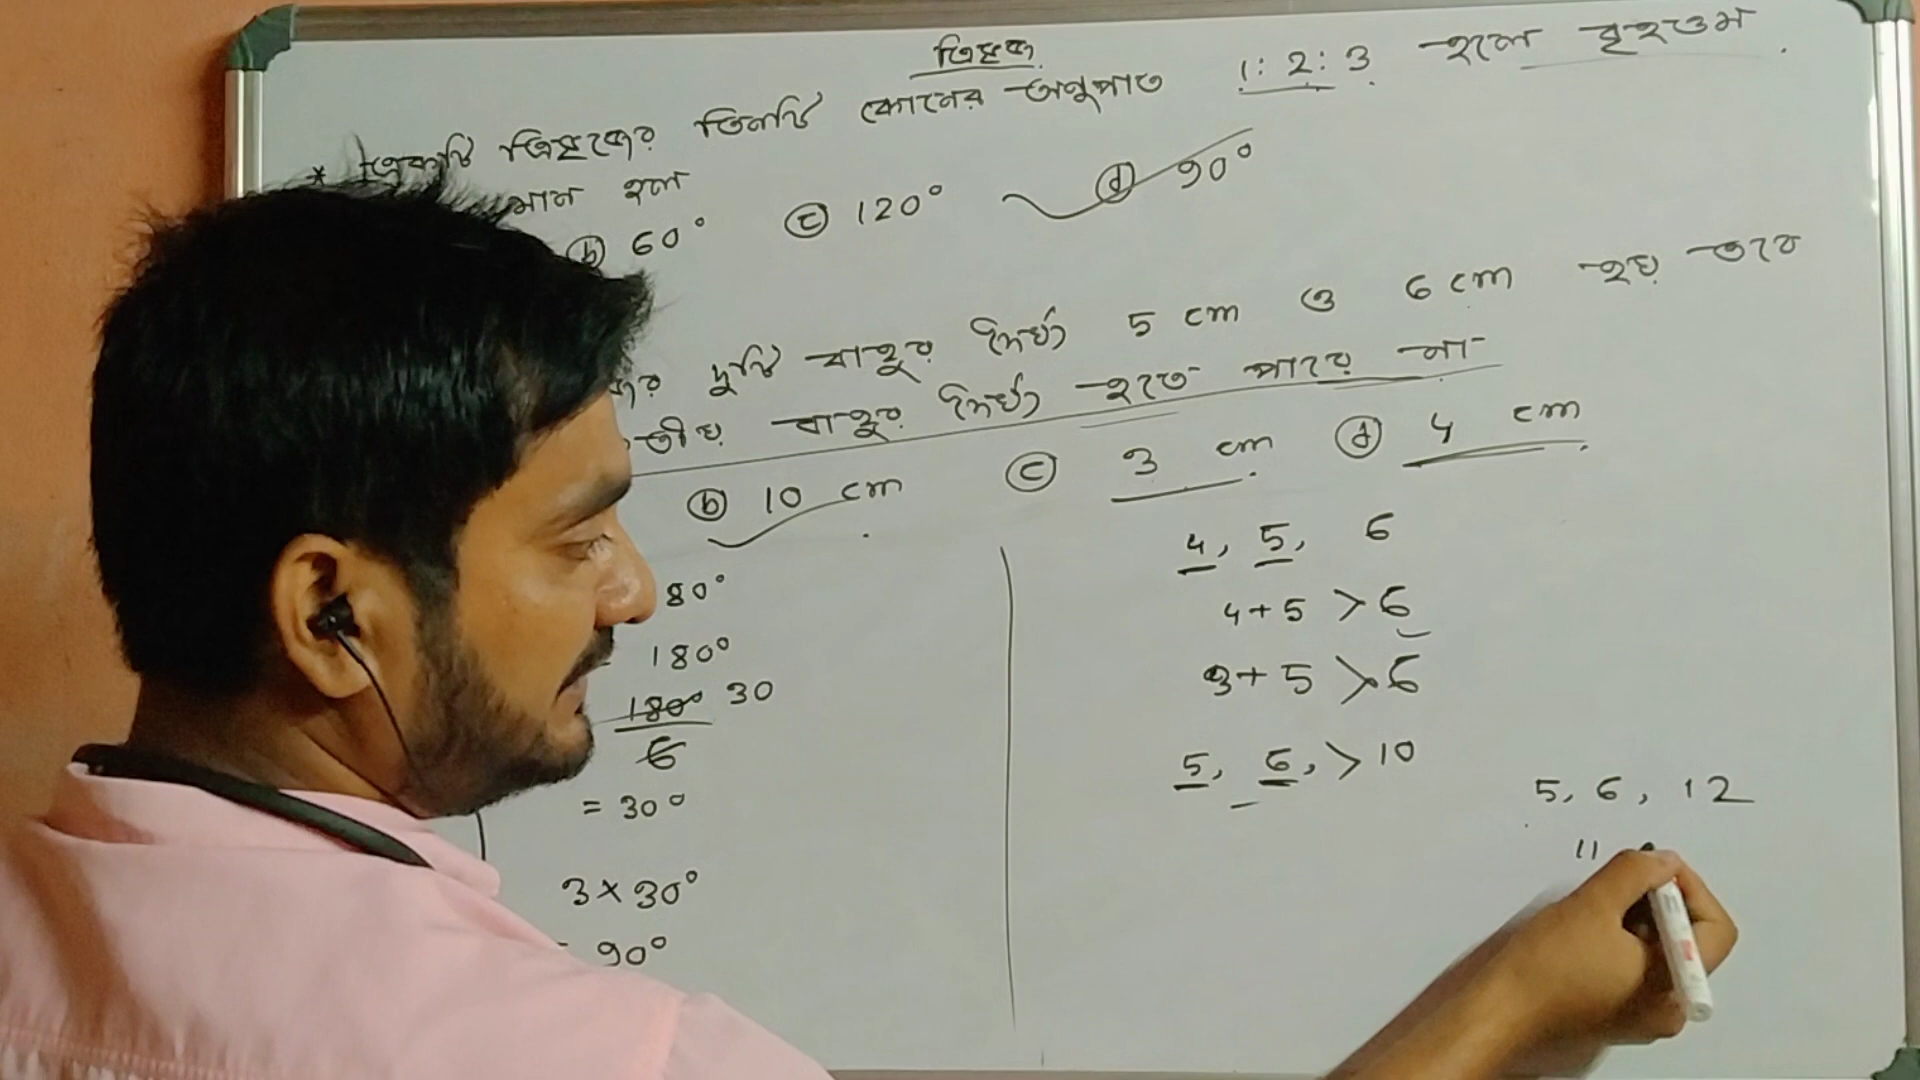 ত্রিভুজ
* একটি ত্রিভুজের তিনটি কোনের অনুপাত 1 : 2 : 3 হলে বৃহত্তম
মান হল
(b) 60° (c) 120° (d) 90°
দুটি বাহুর দৈর্ঘ্য 5 cm ও 6 cm হয় তবে
বাহুর দৈর্ঘ্য হতে পারে না
(b) 10 cm (c) 3 cm (d) 4 cm
80°
= 180°
180° 30
6
= 30°
3 × 30°
= 90°
4, 5, 6
4 + 5 > 6
3 + 5 > 6
5, 6, > 10
5, 6, 12
11